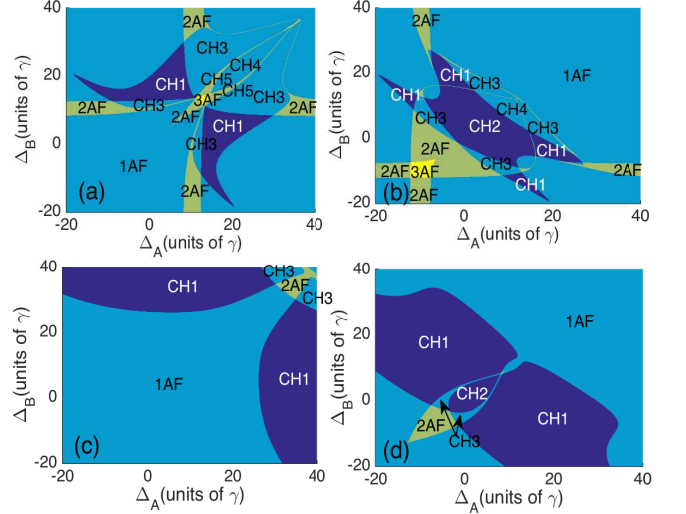 40
20
0
-20
-20
0
20
40
Δ_B(units of γ)
Δ_A(units of γ)
(a)
2AF
CH3
CH4
CH5
CH1
3AF
CH5
CH3
2AF
CH3
2AF
2AF
CH1
CH3
1AF
2AF
40
20
0
-20
-20
0
20
40
Δ_B(units of γ)
Δ_A(units of γ)
(b)
2AF
1AF
CH1
CH3
CH1
CH4
CH3
CH2
CH3
2AF
CH1
CH3
2AF
3AF
2AF
CH1
2AF
40
20
0
-20
-20
0
20
40
Δ_B(units of γ)
Δ_A(units of γ)
(c)
CH3
CH1
2AF
CH3
1AF
CH1
40
20
0
-20
-20
0
20
40
Δ_B(units of γ)
Δ_A(units of γ)
(d)
1AF
CH1
CH2
2AF
CH1
CH3